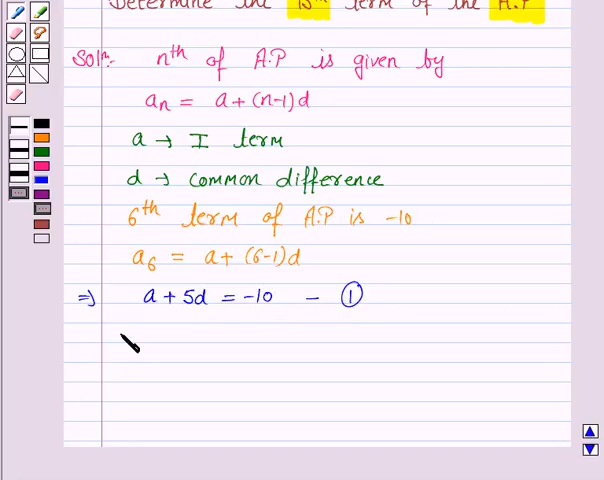 Determine the 15th term of the A.P
Solⁿ:- nth of A.P is given by
aₙ = a + (n-1)d
a → I term
d → common difference
6th term of A.P is -10
a₆ = a + (6-1)d
⇒ a + 5d = -10 - ①